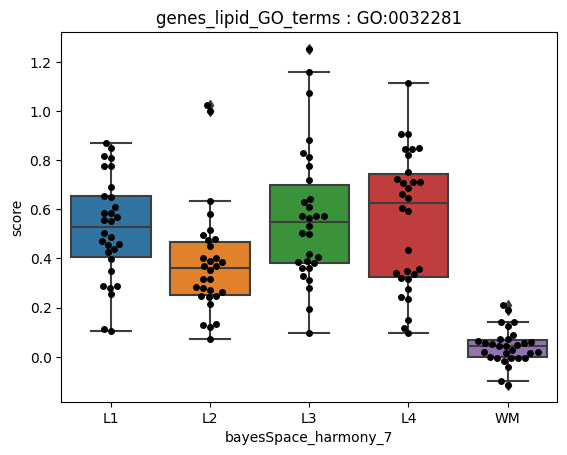 genes_lipid_GO_terms : GO:0032281
score
1.2
1.0
0.8
0.6
0.4
0.2
0.0
L1 L2 L3 L4 WM
bayesSpace_harmony_7